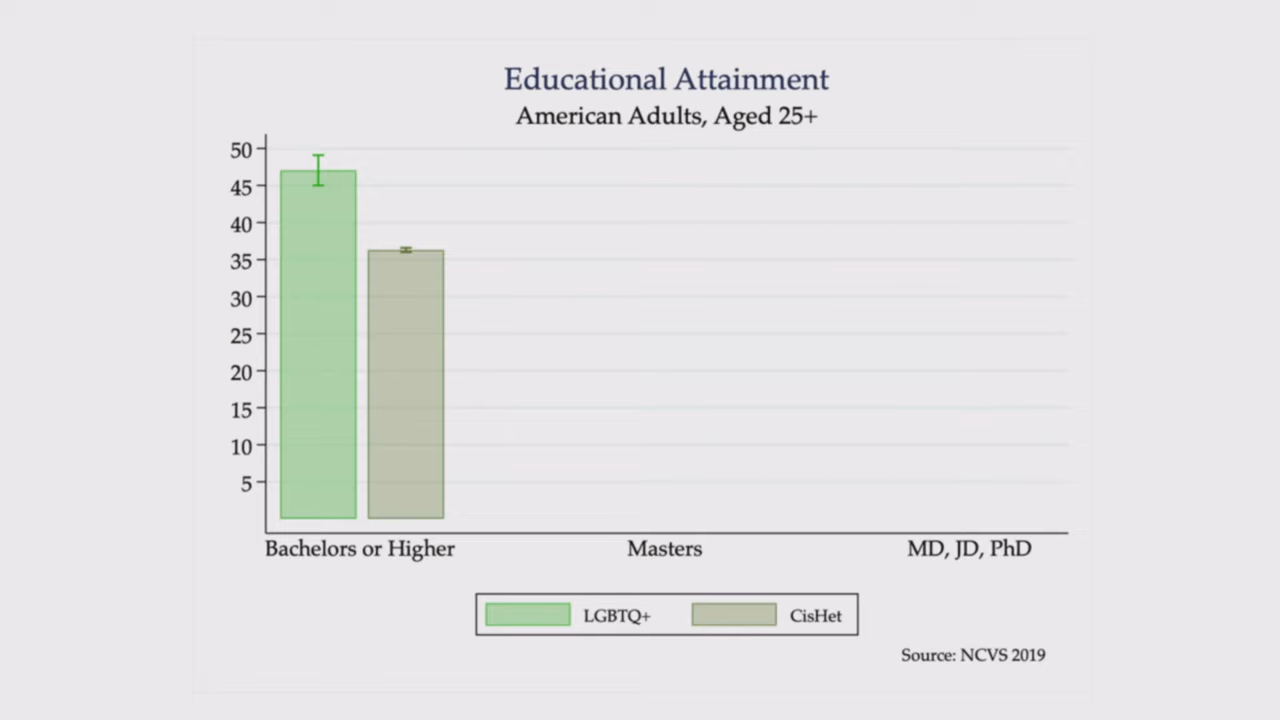 Educational Attainment
American Adults, Aged 25+
50
45
40
35
30
25
20
15
10
5
Bachelors or Higher Masters MD, JD, PhD
LGBTQ+ CisHet
Source: NCVS 2019